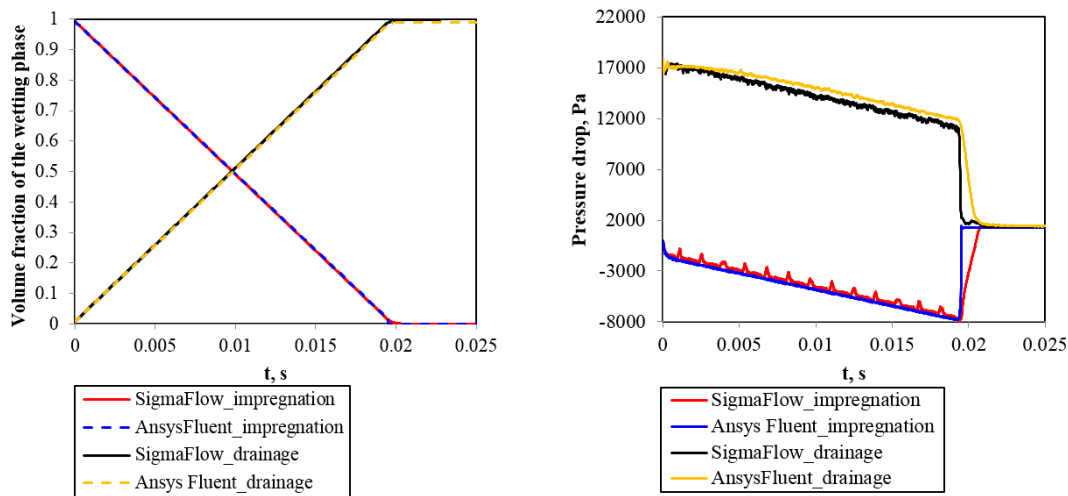 Volume fraction of the wetting phase
1
0.9
0.8
0.7
0.6
0.5
0.4
0.3
0.2
0.1
0
0 0.005 0.01 0.015 0.02 0.025
t, s
SigmaFlow_impregnation
AnsysFluent_impregnation
SigmaFlow_drainage
Ansys Fluent_drainage
Pressure drop, Pa
22000
17000
12000
7000
2000
-3000
-8000
0 0.005 0.01 0.015 0.02 0.025
t, s
SigmaFlow_impregnation
Ansys Fluent_impregnation
SigmaFlow_drainage
AnsysFluent_drainage